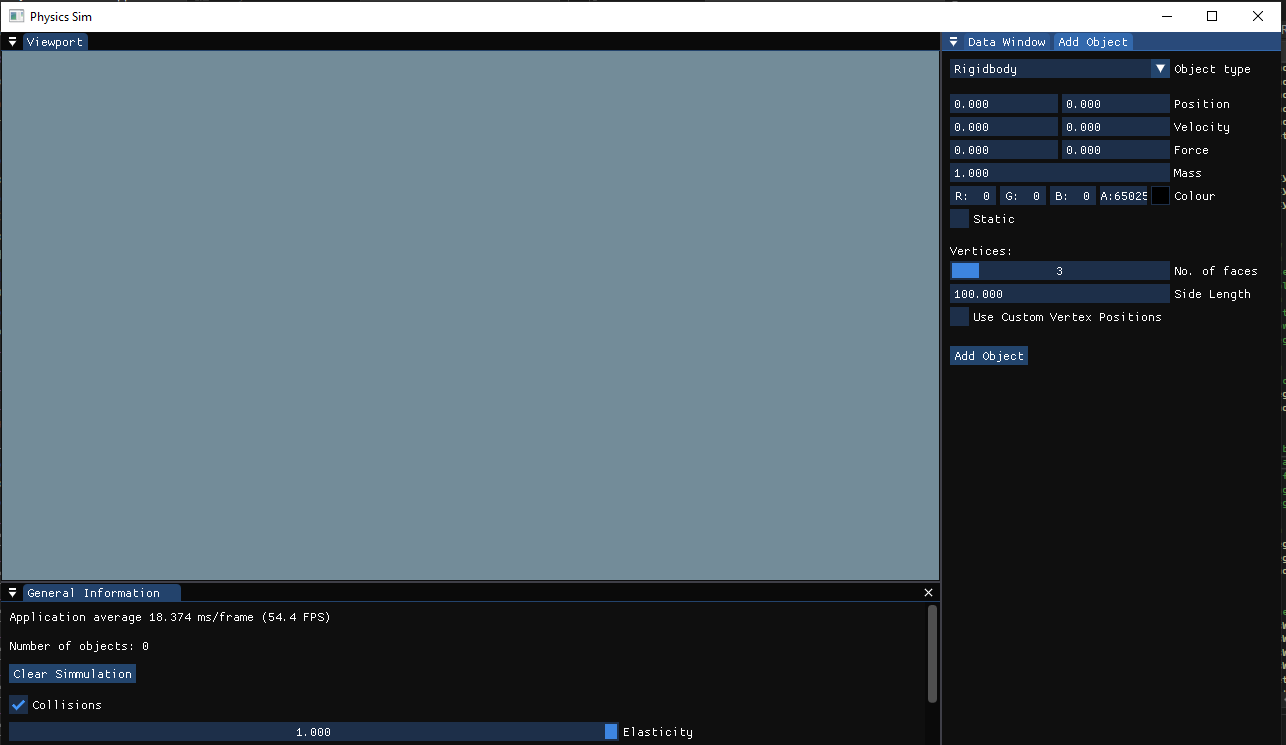 Physics Sim
Viewport
Data Window Add Object
Rigidbody Object type
0.000 0.000 Position
0.000 0.000 Velocity
0.000 0.000 Force
1.000 Mass
R: 0 G: 0 B: 0 A:65025 Colour
Static
Vertices:
3 No. of faces
100.000 Side Length
Use Custom Vertex Positions
Add Object
General Information
Application average 18.374 ms/frame (54.4 FPS)
Number of objects: 0
Clear Simmulation
Collisions
1.000 Elasticity